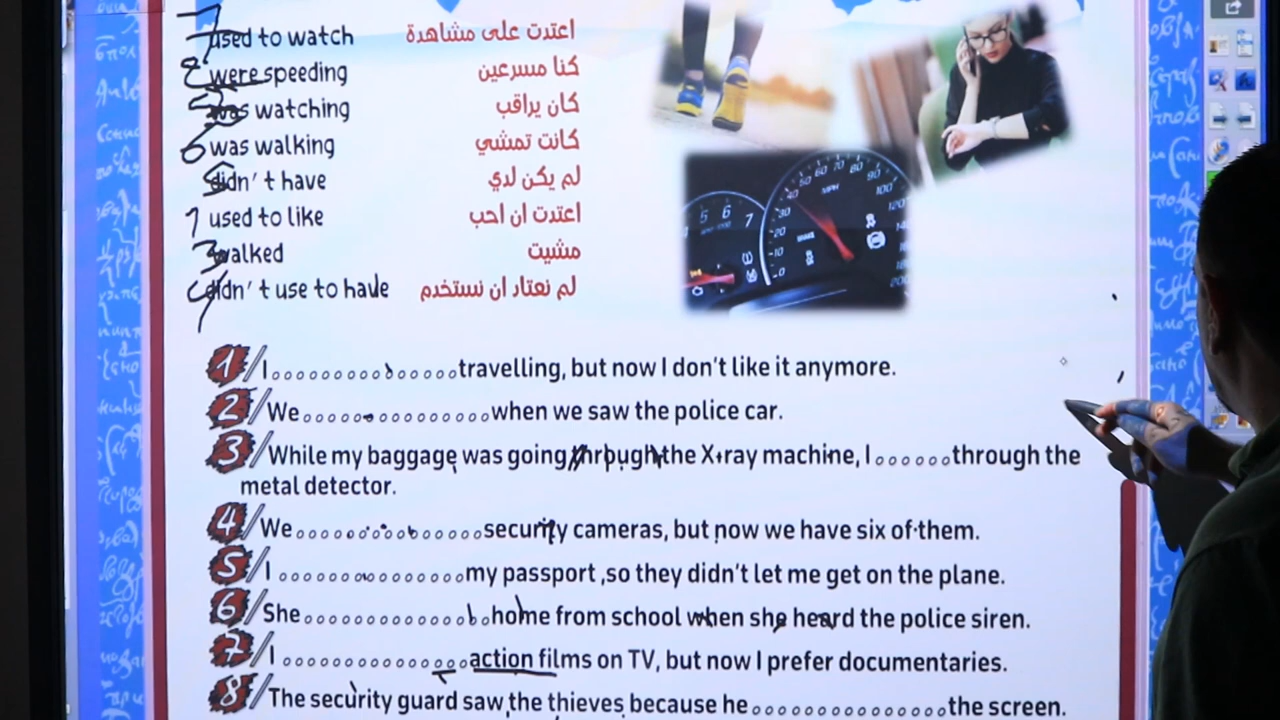 7 used to watch اعتدت على مشاهدة
2 were speeding كنا مسرعين
was watching كان يراقب
6 was walking كانت تمشي
5 didn't have لم يكن لدي
1 used to like اعتدت ان احب
3 walked مشيت
didn't use to have لم نعتاد ان نستخدم
1/ I .................. travelling, but now I don't like it anymore.
2/ We .................. when we saw the police car.
3/ While my baggage was going through the X-ray machine, I ...... through the
metal detector.
4/ We .................. security cameras, but now we have six of them.
5/ I .................. my passport ,so they didn't let me get on the plane.
6/ She .................. home from school when she heard the police siren.
7/ I .................. action films on TV, but now I prefer documentaries.
8/ The security guard saw the thieves because he .................. the screen.